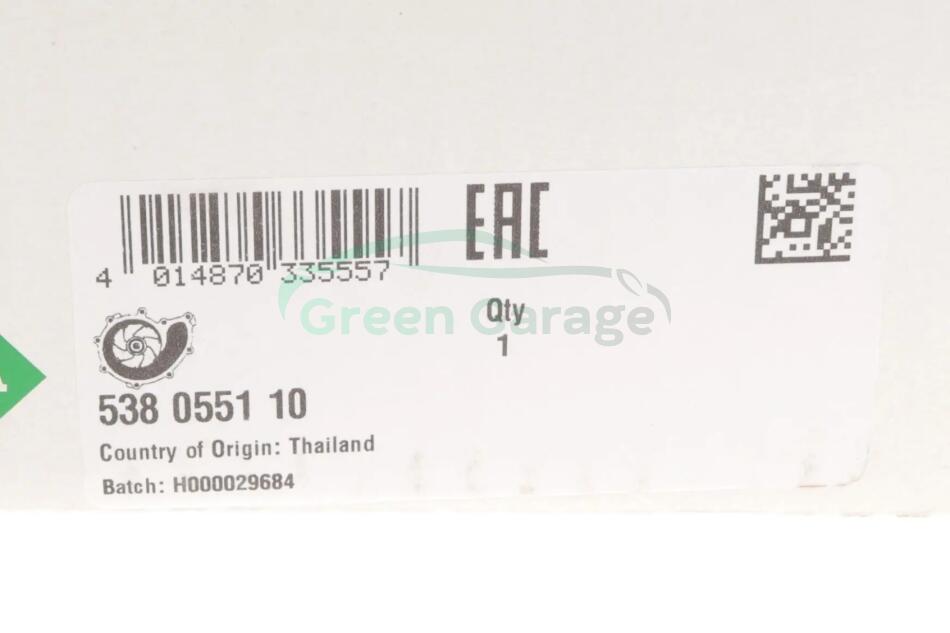 EAC
4 014870 335557
Qty
1
Green Garage
538 0551 10
Country of Origin: Thailand
Batch: H000029684